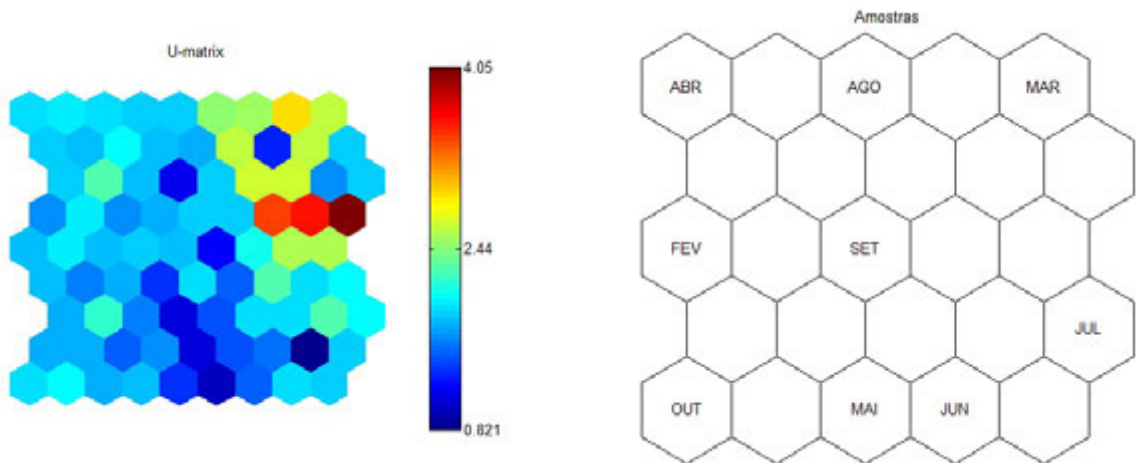 U-matrix
4.05
2.44
0.821
Amostras
ABR AGO MAR
FEV SET
JUL
OUT MAI JUN